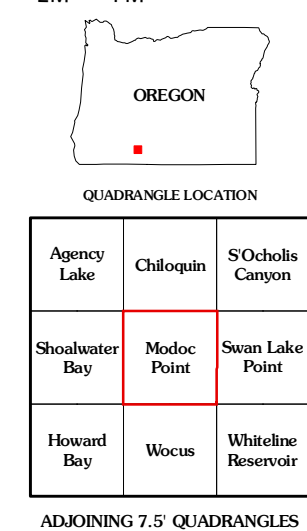 OREGON
QUADRANGLE LOCATION
Agency
Lake
Chiloquin
S'Ocholis
Canyon
Shoalwater
Bay
Modoc
Point
Swan Lake
Point
Howard
Bay
Wocus
Whiteline
Reservoir
ADJOINING 7.5' QUADRANGLES